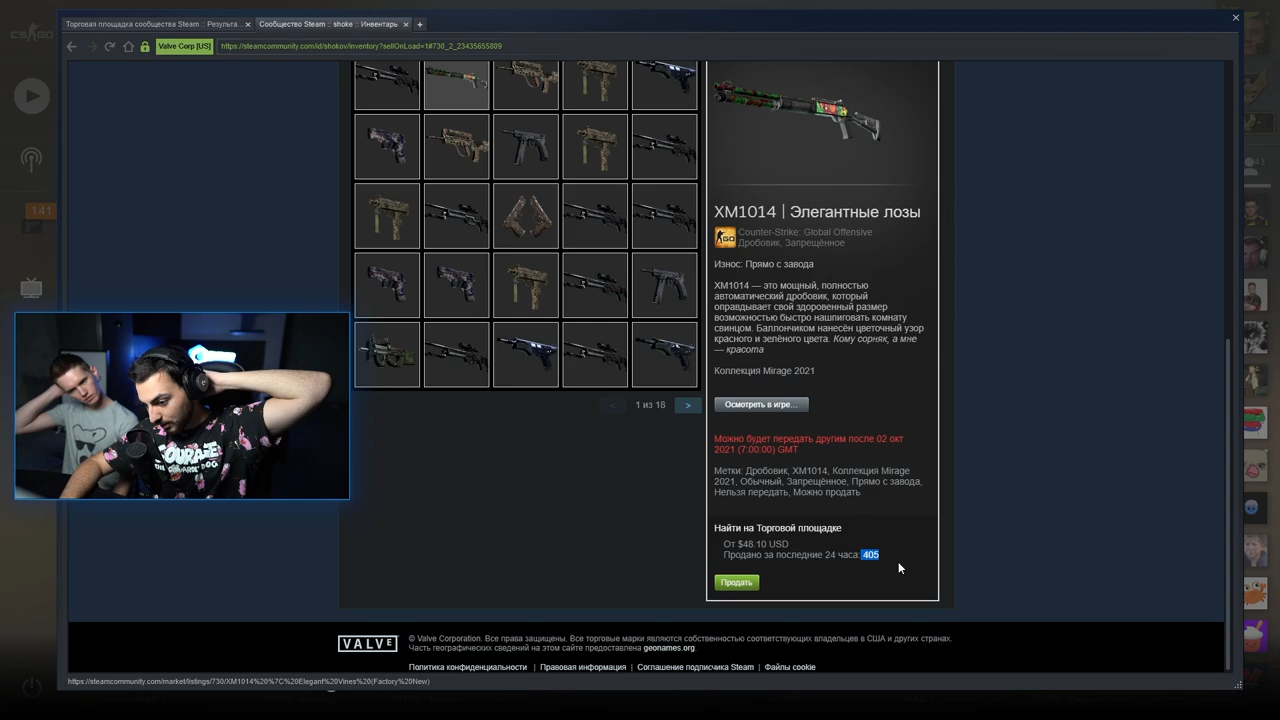 Торговая площадка сообщества Steam :: Результа...
Сообщество Steam :: shoke :: Инвентарь
Valve Corp [US]
https://steamcommunity.com/id/shokov/inventory?sellOnLoad=1#730_2_23435655809
CS:GO
141
43
XM1014 | Элегантные лозы
Counter-Strike: Global Offensive
Дробовик, Запрещённое
Износ: Прямо с завода
XM1014 — это мощный, полностью
автоматический дробовик, который
оправдывает свой здоровенный размер
возможностью быстро нашпиговать комнату
свинцом. Баллончиком нанесён цветочный узор
красного и зелёного цвета. Кому сорняк, а мне
— красота
Коллекция Mirage 2021
1 из 18
Осмотреть в игре...
Можно будет передать другим после 02 окт
2021 (7:00:00) GMT
Метки: Дробовик, XM1014, Коллекция Mirage
2021, Обычный, Запрещённое, Прямо с завода,
Нельзя передать, Можно продать
Найти на Торговой площадке
От $48.10 USD
Продано за последние 24 часа: 405
Продать
COURAGE
THE COWARDLY DOG
VALVE
© Valve Corporation. Все права защищены. Все торговые марки являются собственностью соответствующих владельцев в США и других странах.
Часть географических сведений на этом сайте предоставлена geonames.org.
Политика конфиденциальности | Правовая информация | Соглашение подписчика Steam | Файлы cookie
https://steamcommunity.com/market/listings/730/XM1014%20%7C%20Elegant%20Vines%20(Factory%20New)